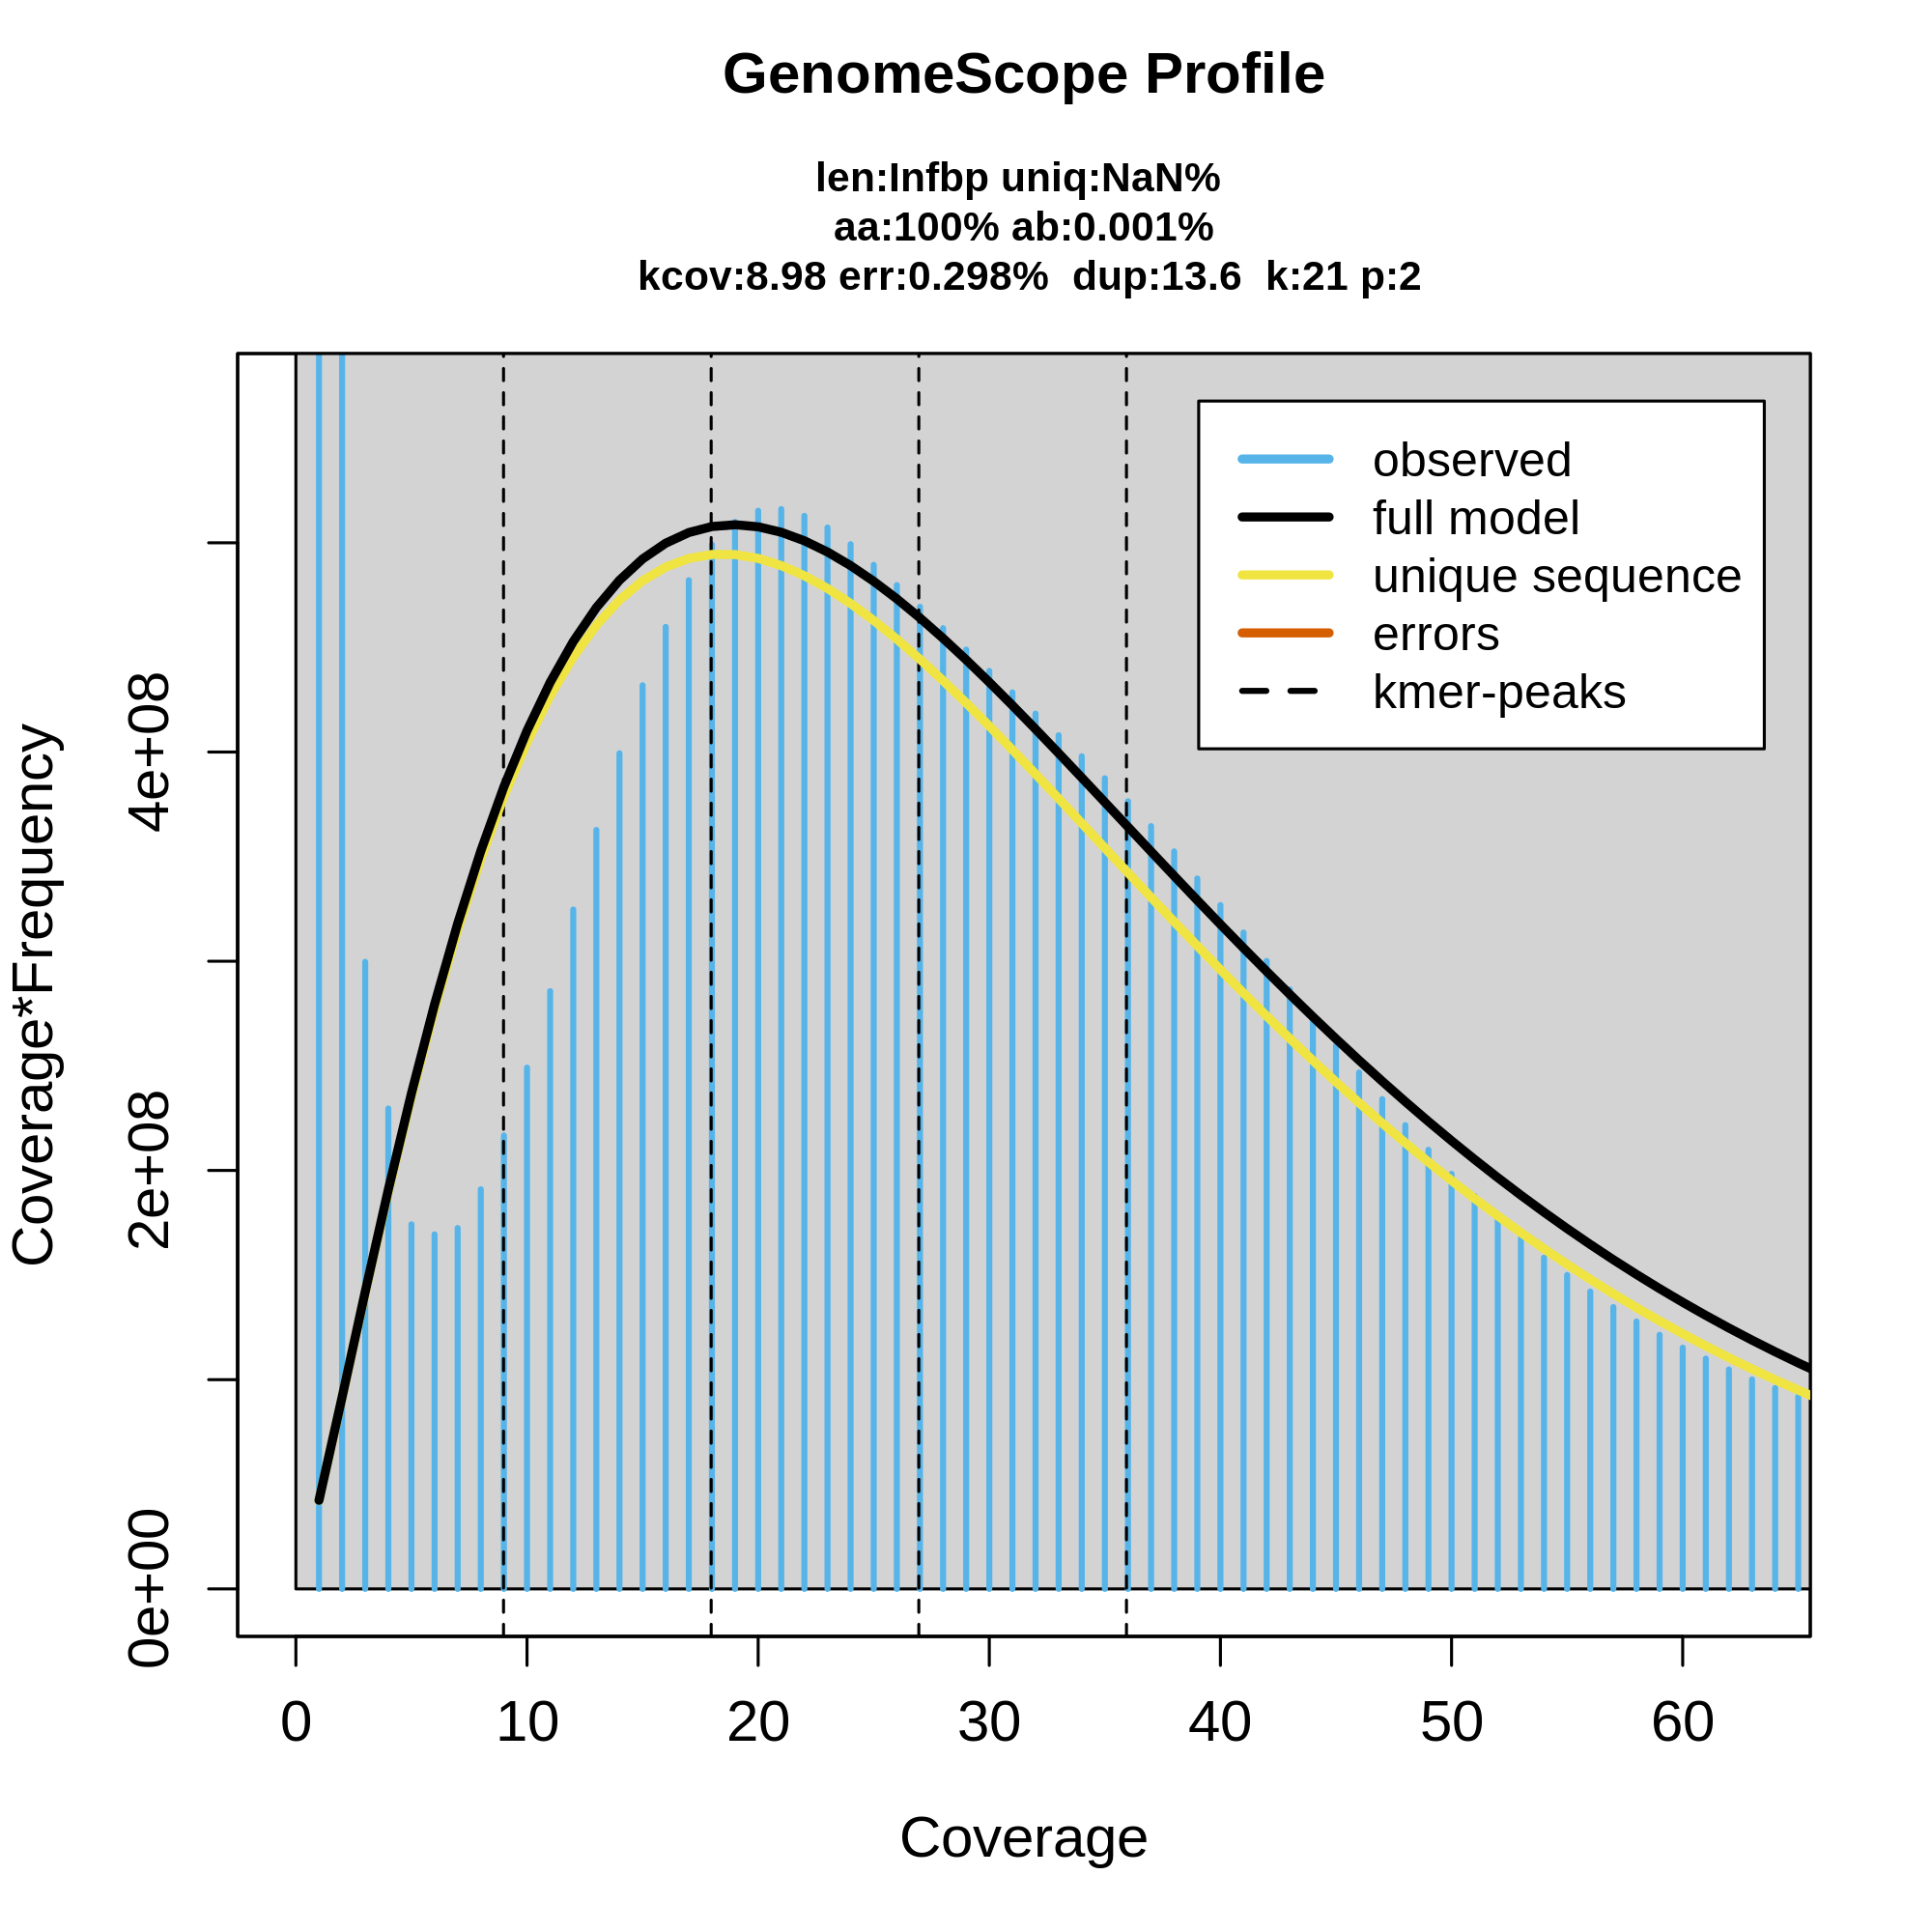 GenomeScope Profile
len:Infbp uniq:NaN%
aa:100% ab:0.001%
kcov:8.98 err:0.298% dup:13.6 k:21 p:2
observed
full model
unique sequence
errors
kmer-peaks
Coverage*Frequency
4e+08
2e+08
0e+00
0 10 20 30 40 50 60
Coverage